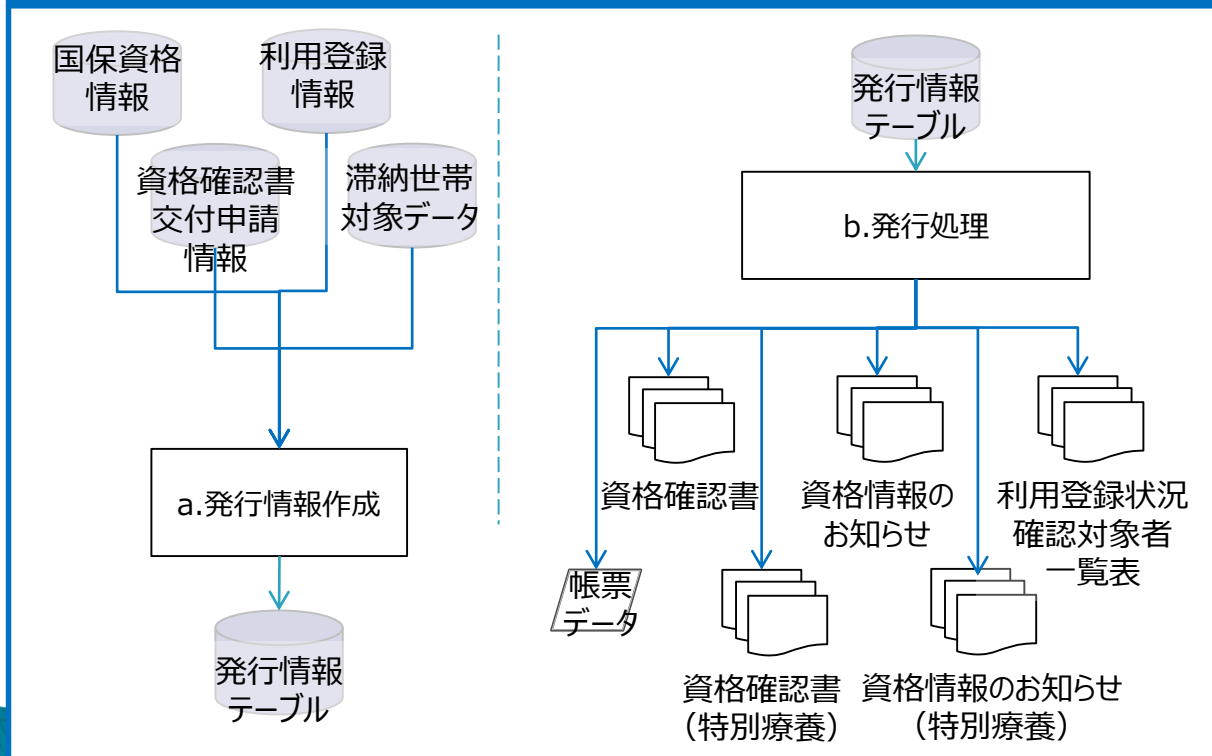 国保資格
情報
利用登録
情報
資格確認書
交付申請
情報
滞納世帯
対象データ
a.発行情報作成
発行情報
テーブル
発行情報
テーブル
b.発行処理
資格確認書
資格情報の
お知らせ
利用登録状況
確認対象者
一覧表
帳票
データ
資格確認書
（特別療養）
資格情報のお知らせ
（特別療養）